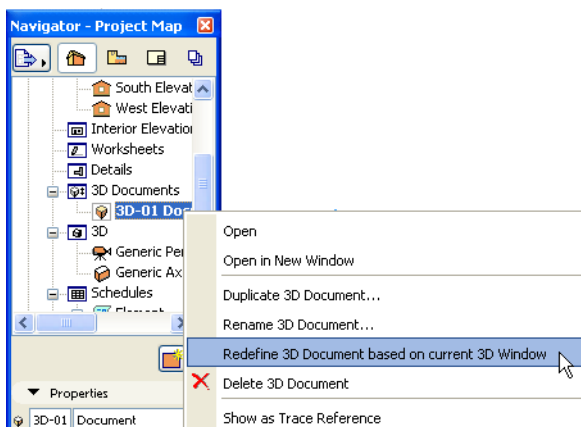 Navigator - Project Map
South Elevat
West Elevati
Interior Elevation
Worksheets
Details
3D Documents
3D-01 Doc
3D
Generic Per
Generic Ax
Schedules
Element
Properties
3D-01 Document
Open
Open in New Window
Duplicate 3D Document...
Rename 3D Document...
Redefine 3D Document based on current 3D Window
Delete 3D Document
Show as Trace Reference